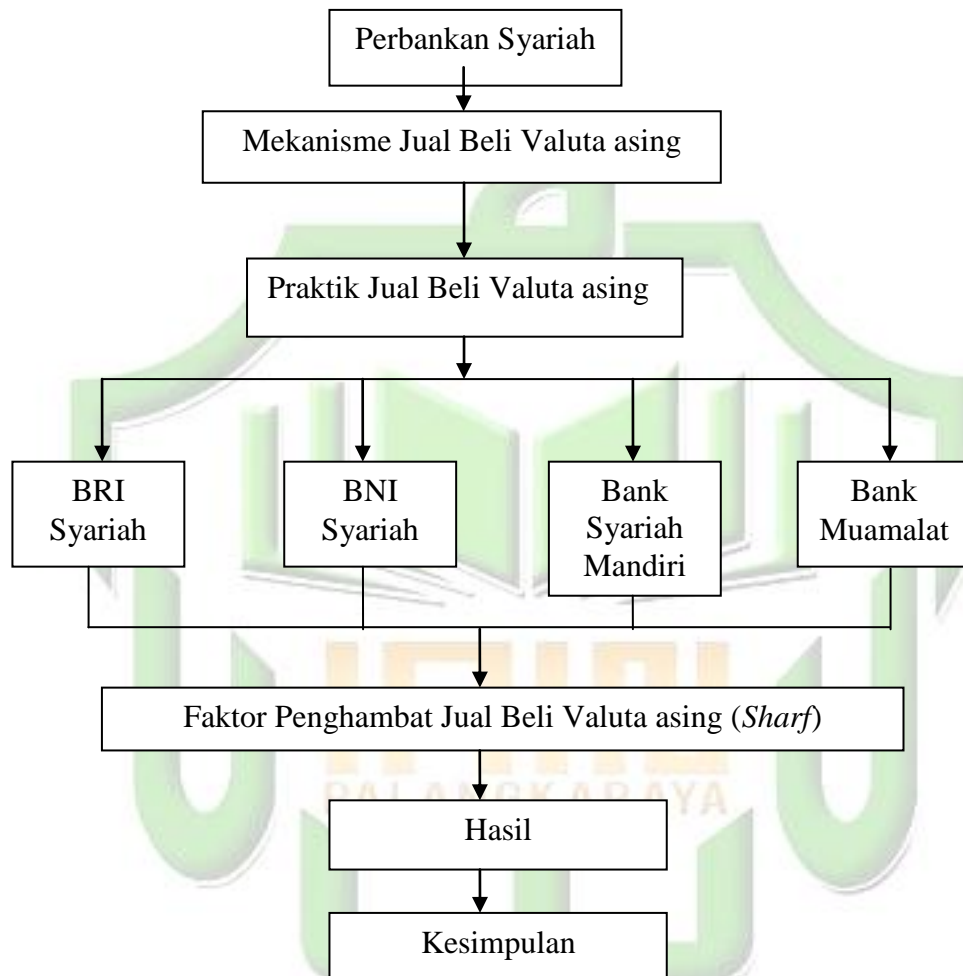 Perbankan Syariah
Mekanisme Jual Beli Valuta asing
Praktik Jual Beli Valuta asing
BRI
Syariah
BNI
Syariah
Bank
Syariah
Mandiri
Bank
Muamalat
Faktor Penghambat Jual Beli Valuta asing (Sharf)
PALANGKARAYA
Hasil
Kesimpulan